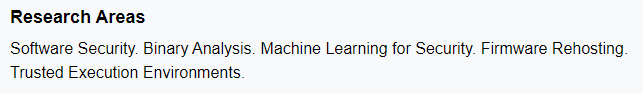 Research Areas
Software Security. Binary Analysis. Machine Learning for Security. Firmware Rehosting.
Trusted Execution Environments.